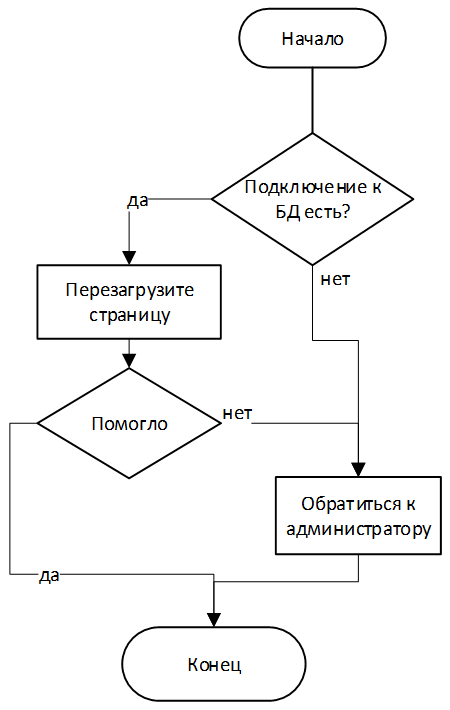 Начало
Подключение к
БД есть?
да
Перезагрузите
страницу
нет
Помогло
нет
Обратиться к
администратору
да
Конец